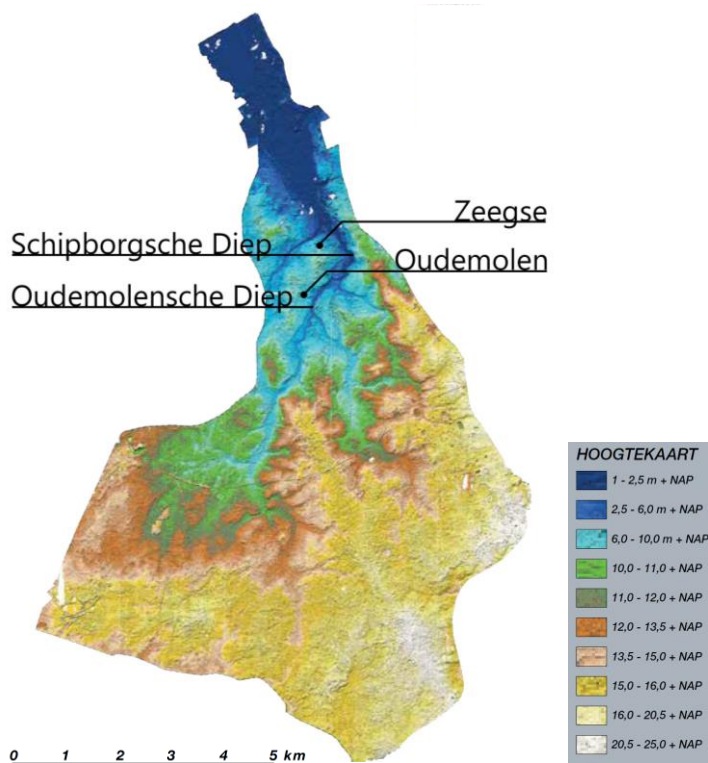 Zeegse
Schipborgsche Diep
Oudemolen
Oudemolensche Diep
HOOGTEKAART
1 - 2,5 m + NAP
2,5 - 6,0 m + NAP
6,0 - 10,0 m + NAP
10,0 - 11,0 + NAP
11,0 - 12,0 + NAP
12,0 - 13,5 + NAP
13,5 - 15,0 + NAP
15,0 - 16,0 + NAP
16,0 - 20,5 + NAP
20,5 - 25,0 + NAP
0 1 2 3 4 5 km